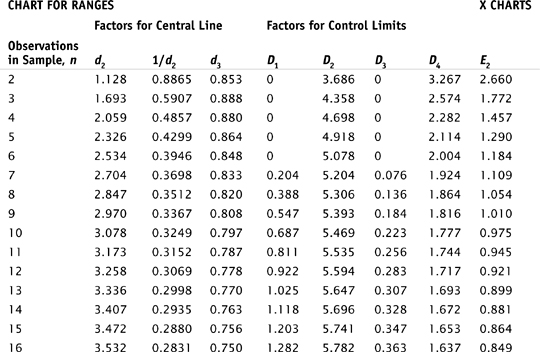 CHART FOR RANGES X CHARTS
Factors for Central Line Factors for Control Limits
Observations
in Sample, n d2 1/d2 d3 D1 D2 D3 D4 E2
2 1.128 0.8865 0.853 0 3.686 0 3.267 2.660
3 1.693 0.5907 0.888 0 4.358 0 2.574 1.772
4 2.059 0.4857 0.880 0 4.698 0 2.282 1.457
5 2.326 0.4299 0.864 0 4.918 0 2.114 1.290
6 2.534 0.3946 0.848 0 5.078 0 2.004 1.184
7 2.704 0.3698 0.833 0.204 5.204 0.076 1.924 1.109
8 2.847 0.3512 0.820 0.388 5.306 0.136 1.864 1.054
9 2.970 0.3367 0.808 0.547 5.393 0.184 1.816 1.010
10 3.078 0.3249 0.797 0.687 5.469 0.223 1.777 0.975
11 3.173 0.3152 0.787 0.811 5.535 0.256 1.744 0.945
12 3.258 0.3069 0.778 0.922 5.594 0.283 1.717 0.921
13 3.336 0.2998 0.770 1.025 5.647 0.307 1.693 0.899
14 3.407 0.2935 0.763 1.118 5.696 0.328 1.672 0.881
15 3.472 0.2880 0.756 1.203 5.741 0.347 1.653 0.864
16 3.532 0.2831 0.750 1.282 5.782 0.363 1.637 0.849